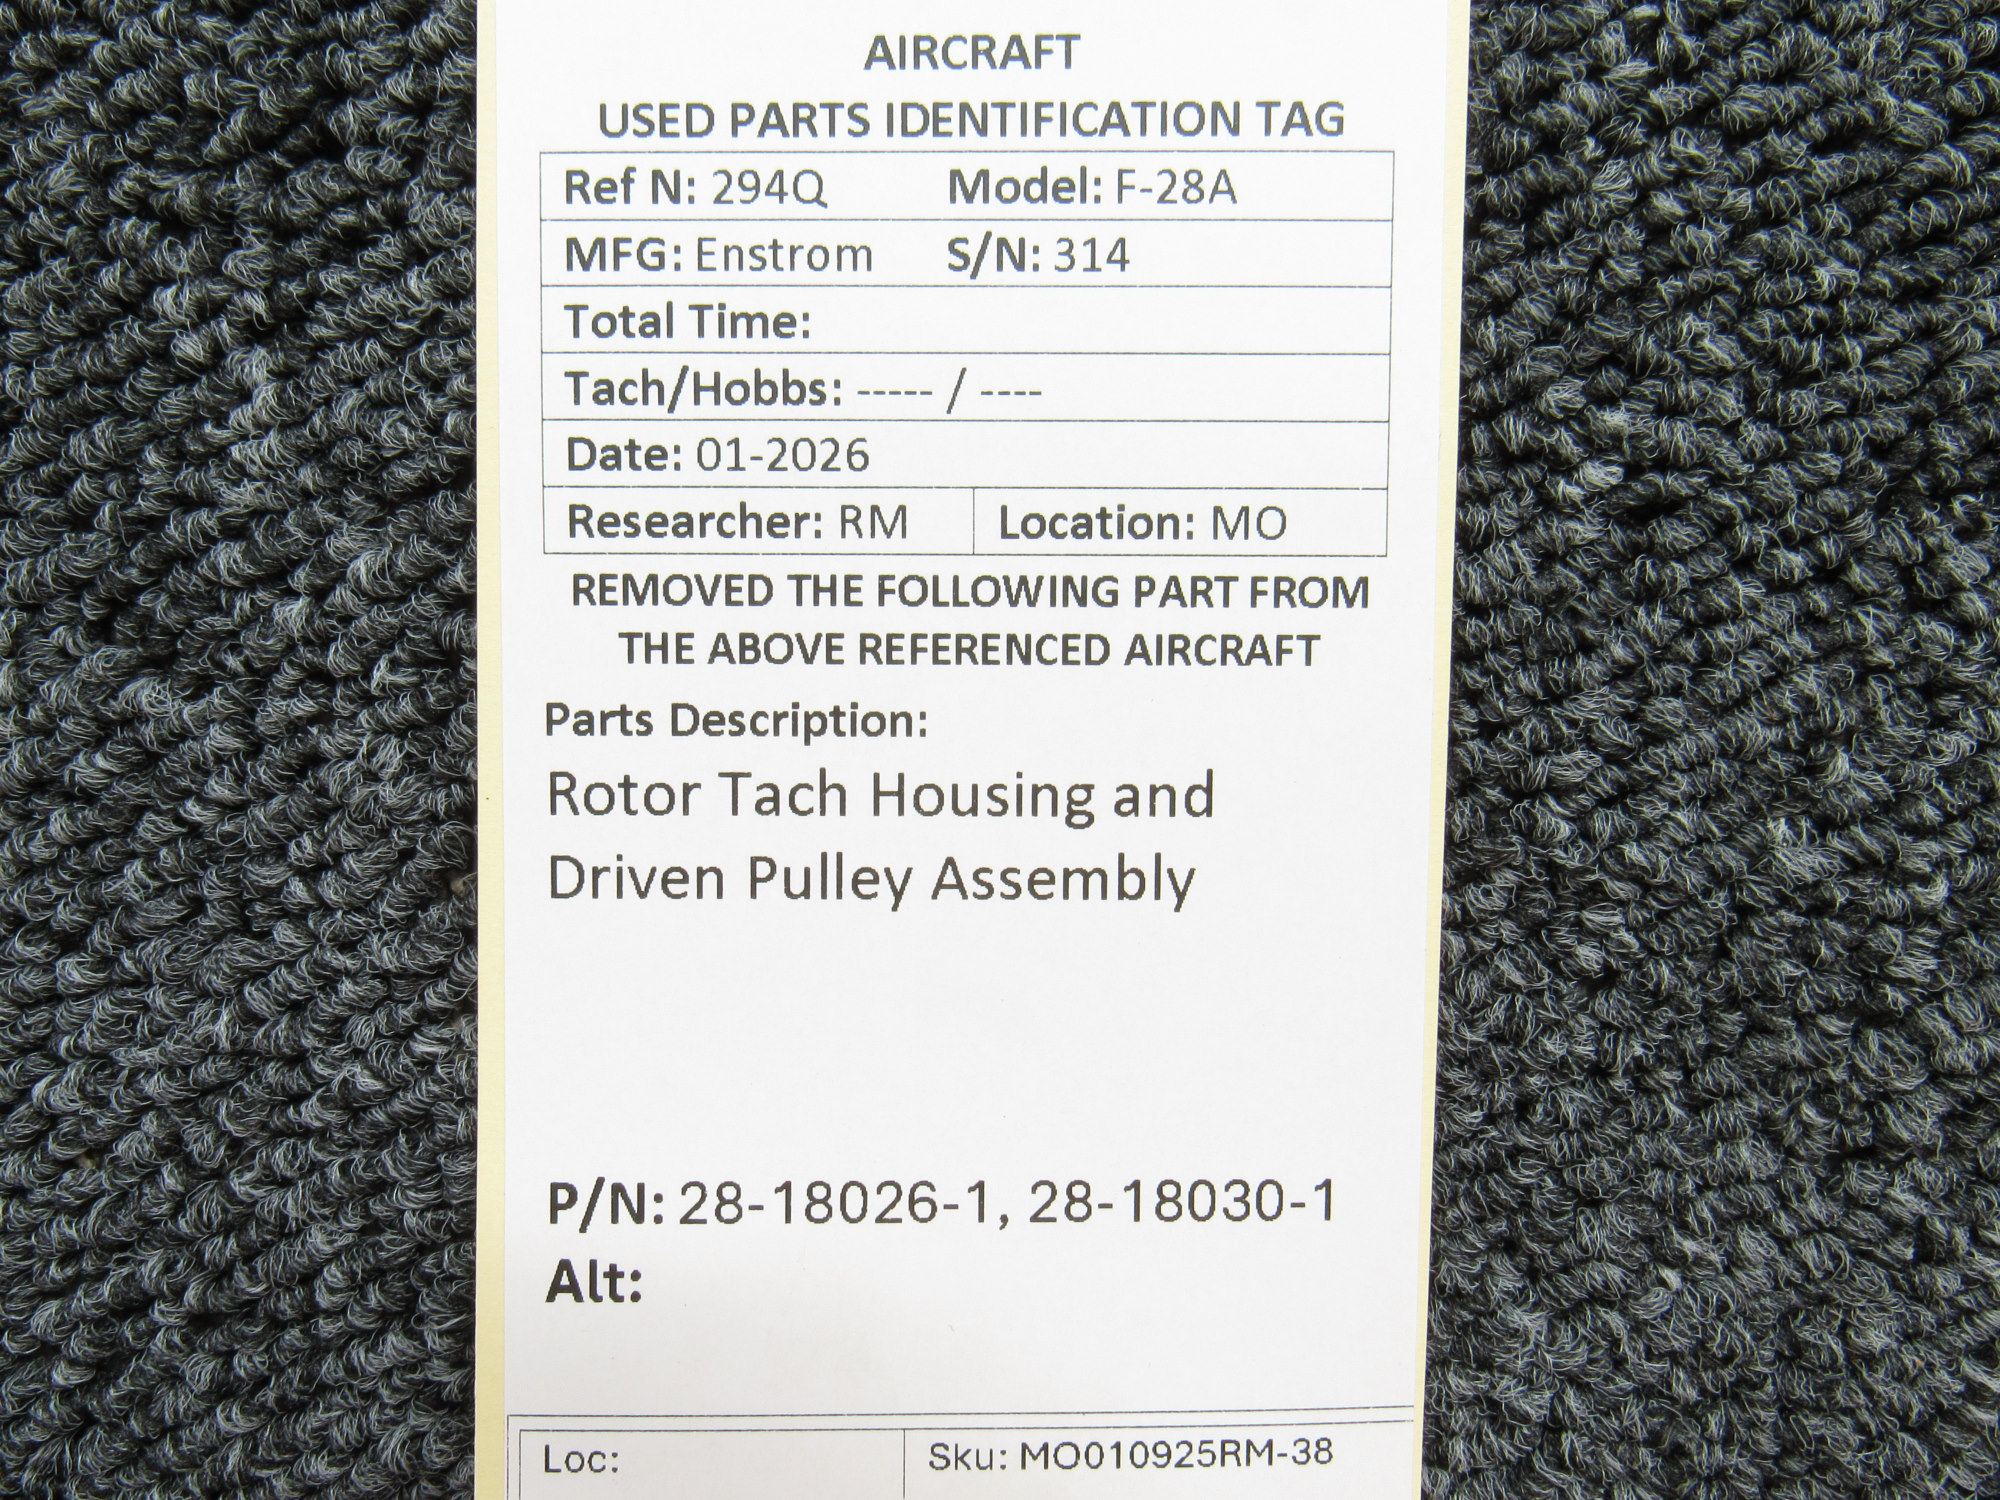 AIRCRAFT
USED PARTS IDENTIFICATION TAG
Ref N: 294Q Model: F-28A
MFG: Enstrom S/N: 314
Total Time:
Tach/Hobbs: ----- / ----
Date: 01-2026
Researcher: RM Location: MO
REMOVED THE FOLLOWING PART FROM
THE ABOVE REFERENCED AIRCRAFT
Parts Description:
Rotor Tach Housing and
Driven Pulley Assembly
P/N: 28-18026-1, 28-18030-1
Alt:
Loc: Sku: MO010925RM-38